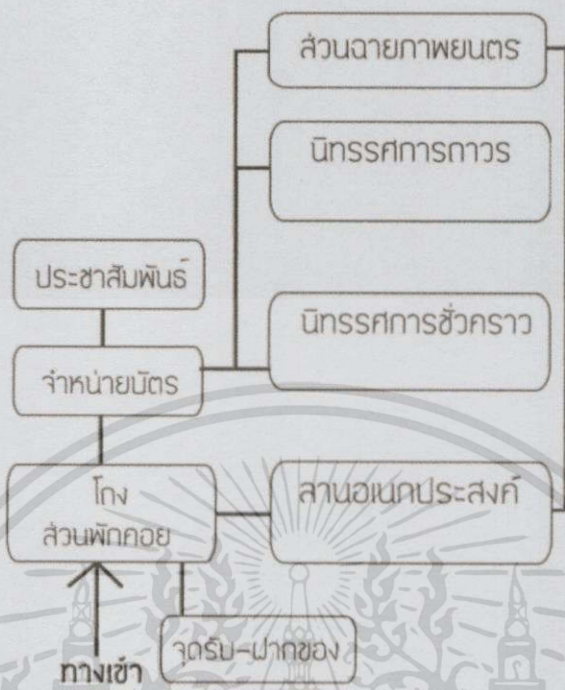 ส่วนฉายภาพยนตร
นิทรรศการถาวร
ประชาสัมพันธ์
นิทรรศการชั่วคราว
จำหน่ายบัตร
โถง
ส่วนพักคอย
ลานอเนกประสงค์
จุดรับ-ฝากของ
ทางเข้า